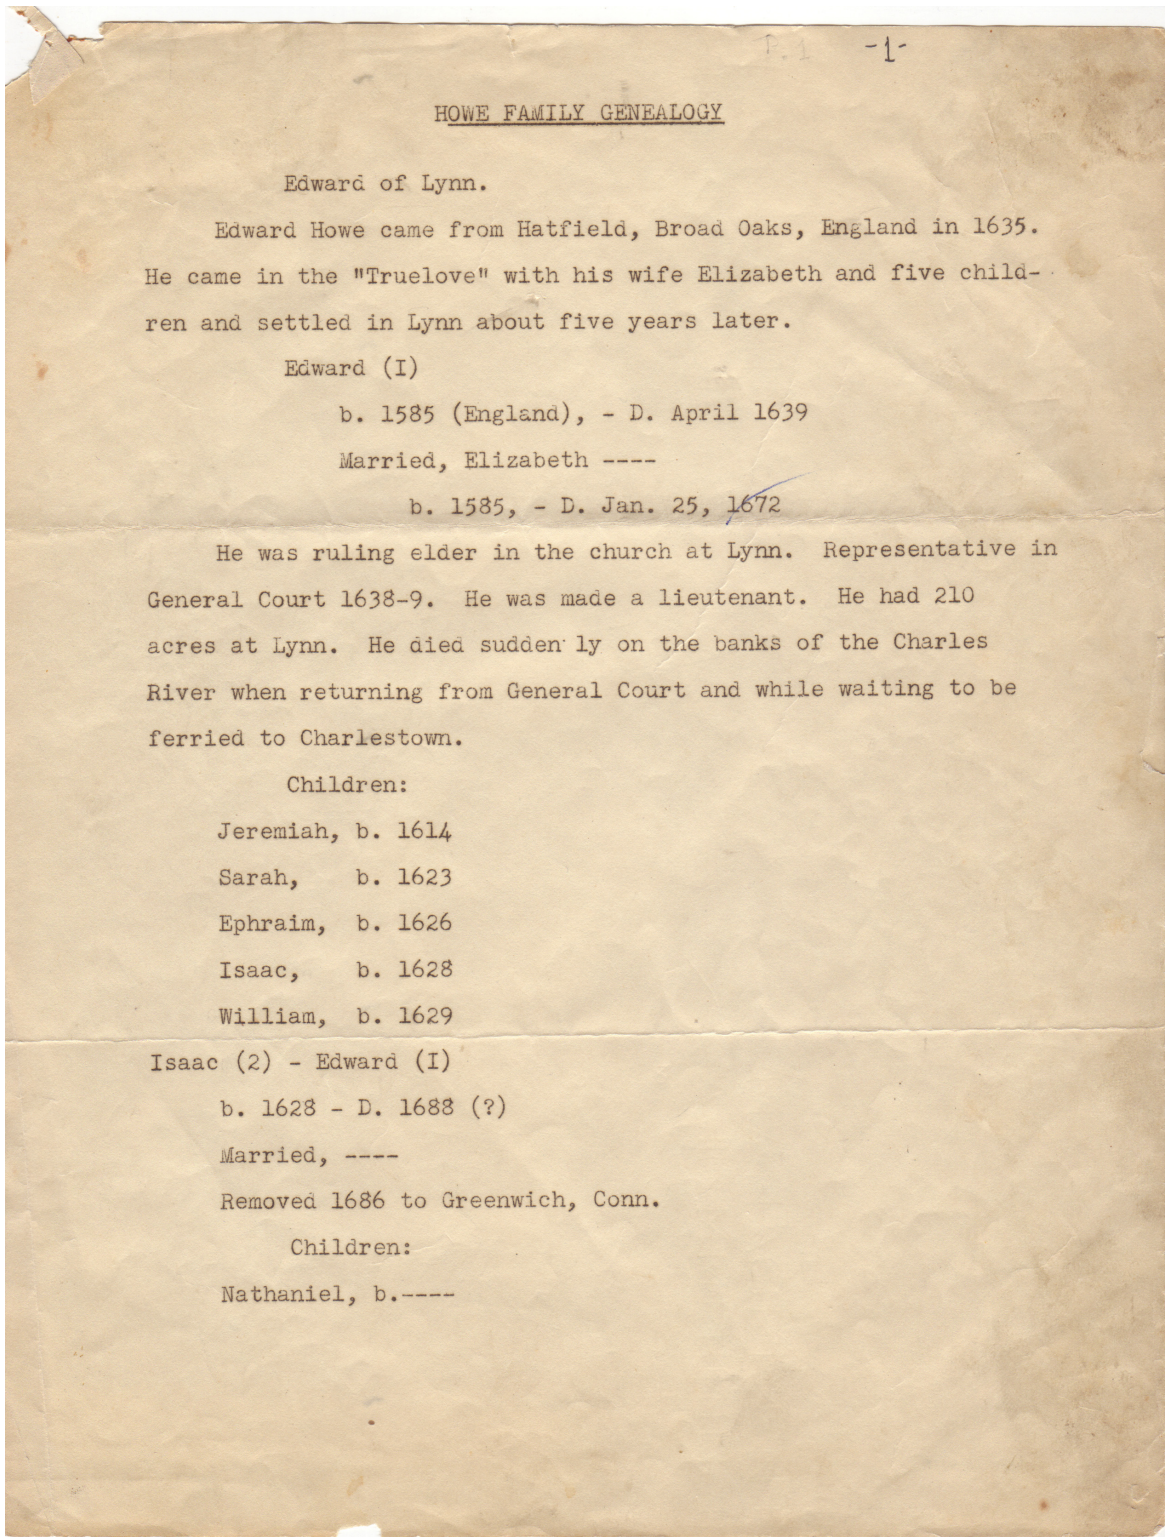 P.1 -1-
HOWE FAMILY GENEALOGY
Edward of Lynn.
Edward Howe came from Hatfield, Broad Oaks, England in 1635.
He came in the "Truelove" with his wife Elizabeth and five child-
ren and settled in Lynn about five years later.
Edward (I)
b. 1585 (England), - D. April 1639
Married, Elizabeth ----
b. 1585, - D. Jan. 25, 1672
He was ruling elder in the church at Lynn. Representative in
General Court 1638-9. He was made a lieutenant. He had 210
acres at Lynn. He died sudden ly on the banks of the Charles
River when returning from General Court and while waiting to be
ferried to Charlestown.
Children:
Jeremiah, b. 1614
Sarah, b. 1623
Ephraim, b. 1626
Isaac, b. 1628
William, b. 1629
Isaac (2) - Edward (I)
b. 1628 - D. 1688 (?)
Married, ----
Removed 1686 to Greenwich, Conn.
Children:
Nathaniel, b.----